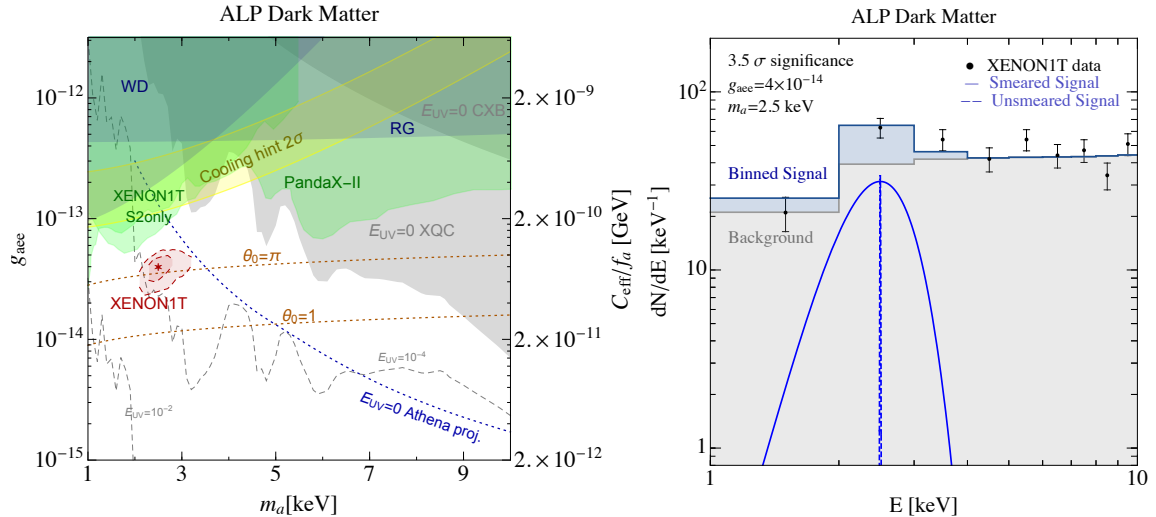 ALP Dark Matter
10⁻¹²
10⁻¹³
10⁻¹⁴
10⁻¹⁵
g_aee
WD
E_UV=0 CXB
RG
Cooling hint 2σ
XENON1T
S2only
PandaX-II
E_UV=0 XQC
θ₀=π
XENON1T
θ₀=1
E_UV=10⁻⁴
E_UV=10⁻²
E_UV=0 Athena proj.
1 3 5 7 9
m_a[keV]
2.×10⁻⁹
2.×10⁻¹⁰
2.×10⁻¹¹
2.×10⁻¹²
C_eff/f_a [GeV]
ALP Dark Matter
3.5 σ significance
g_aee=4×10⁻¹⁴
m_a=2.5 keV
XENON1T data
Smeared Signal
Unsmeared Signal
Binned Signal
Background
10²
10
1
dN/dE [keV⁻¹]
1 2 3 4 10
E [keV]